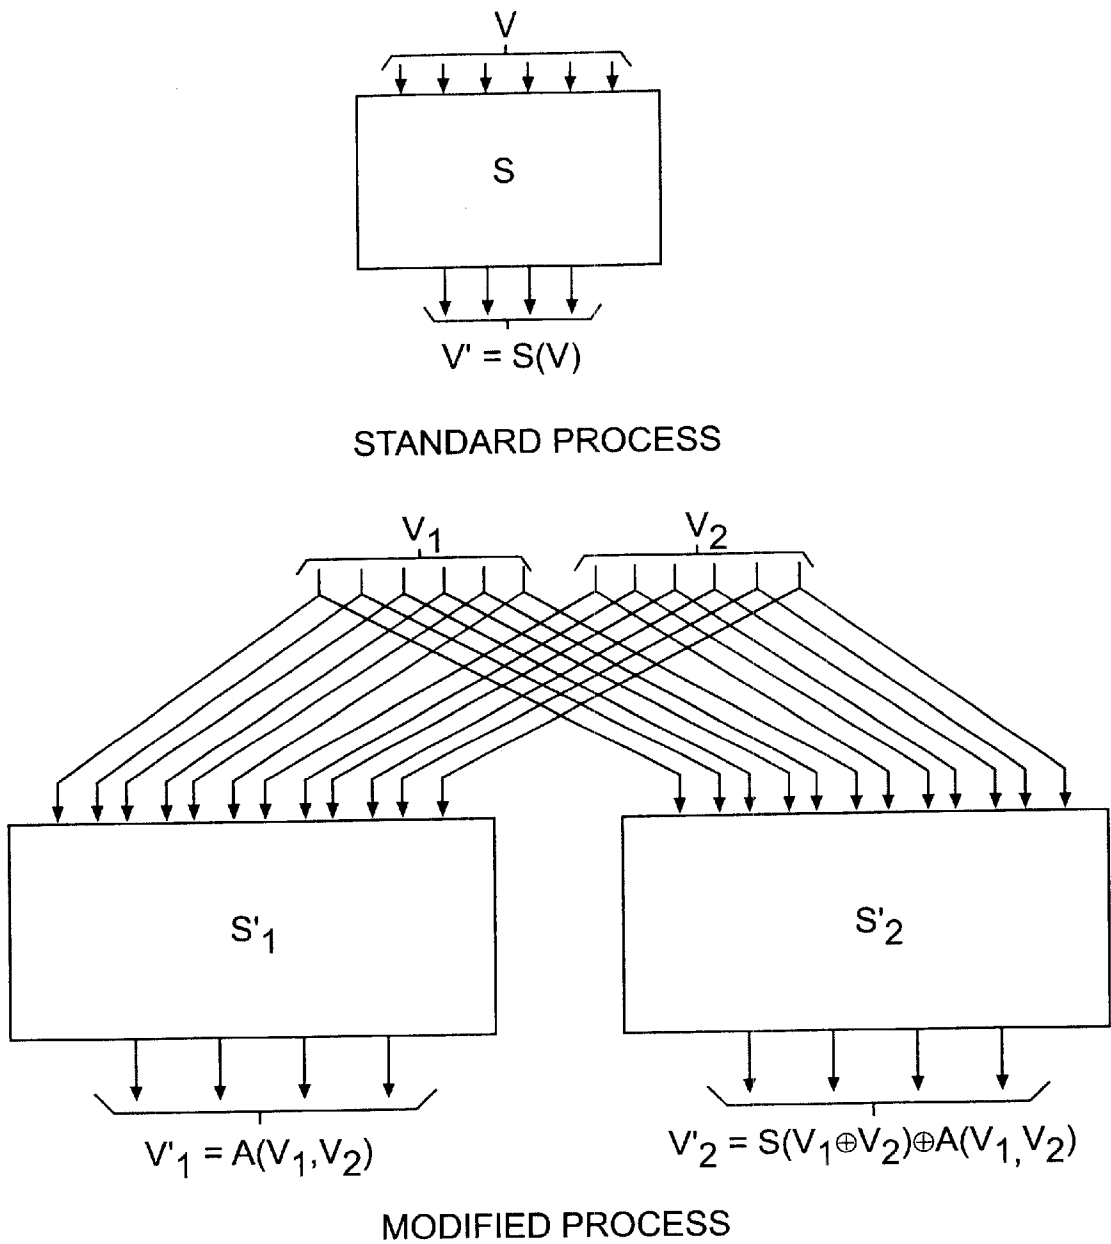 V
S
V' = S(V)
STANDARD PROCESS
V₁ V₂
S'₁ S'₂
V'₁ = A(V₁,V₂) V'₂ = S(V₁⊕V₂)⊕A(V₁,V₂)
MODIFIED PROCESS